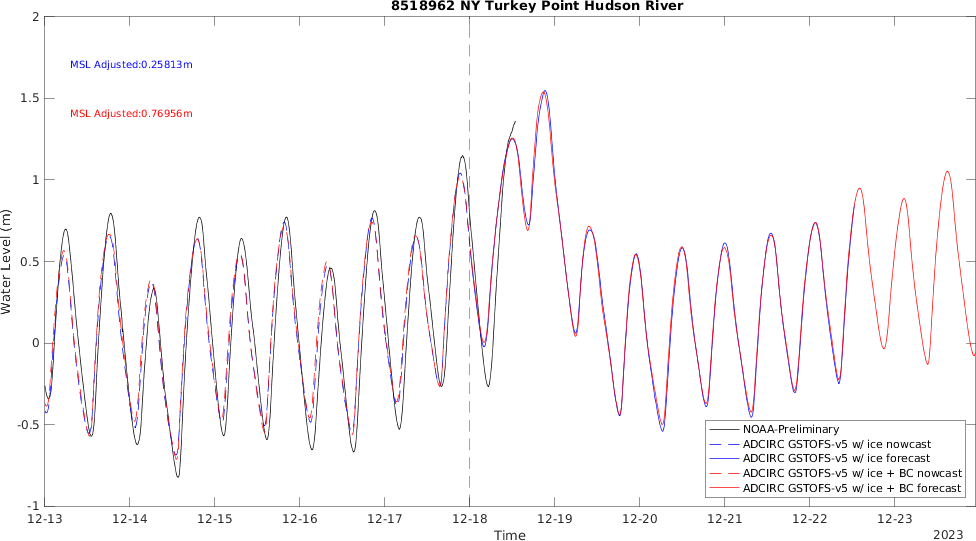 8518962 NY Turkey Point Hudson River
MSL Adjusted:0.25813m
MSL Adjusted:0.76956m
Water Level (m)
2
1.5
1
0.5
0
-0.5
-1
NOAA-Preliminary
ADCIRC GSTOFS-v5 w/ ice nowcast
ADCIRC GSTOFS-v5 w/ ice forecast
ADCIRC GSTOFS-v5 w/ ice + BC nowcast
ADCIRC GSTOFS-v5 w/ ice + BC forecast
12-13 12-14 12-15 12-16 12-17 12-18 12-19 12-20 12-21 12-22 12-23
Time
2023